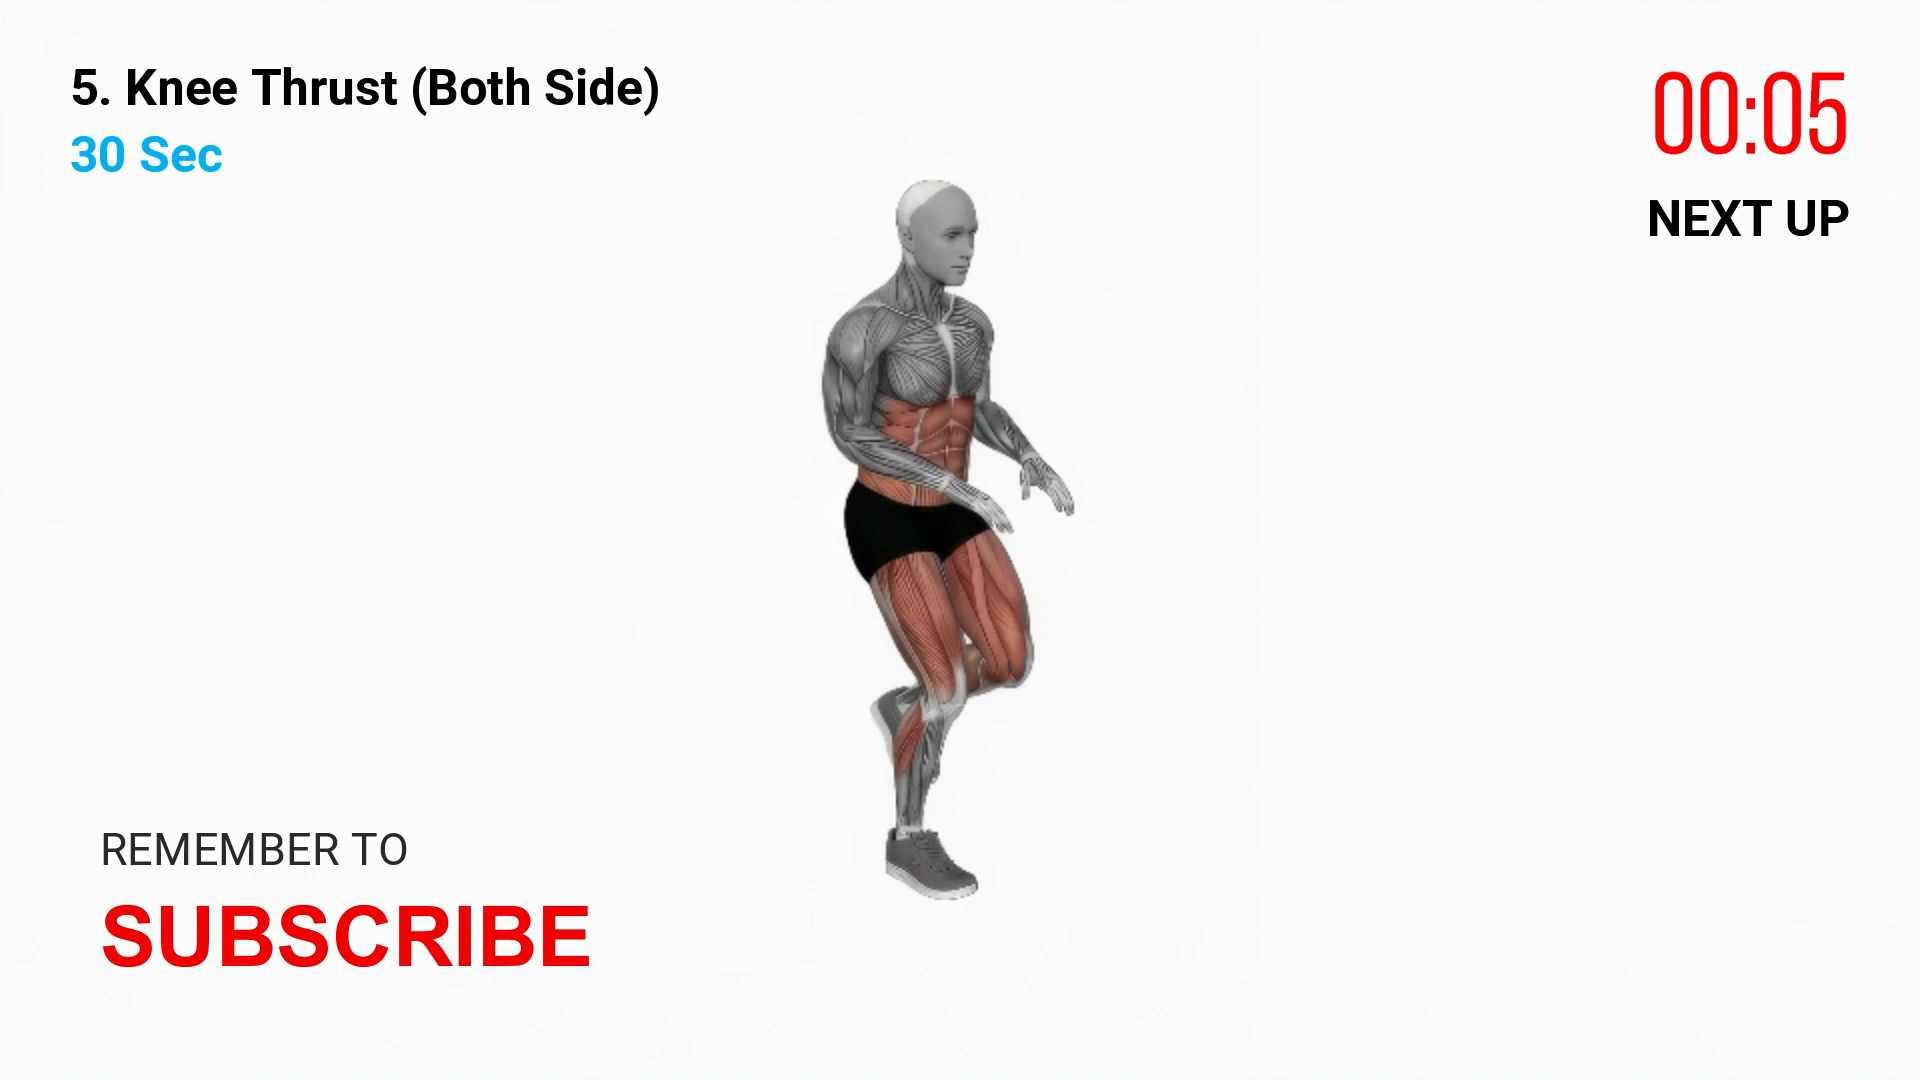 5. Knee Thrust (Both Side)
30 Sec
00:05
NEXT UP
REMEMBER TO
SUBSCRIBE